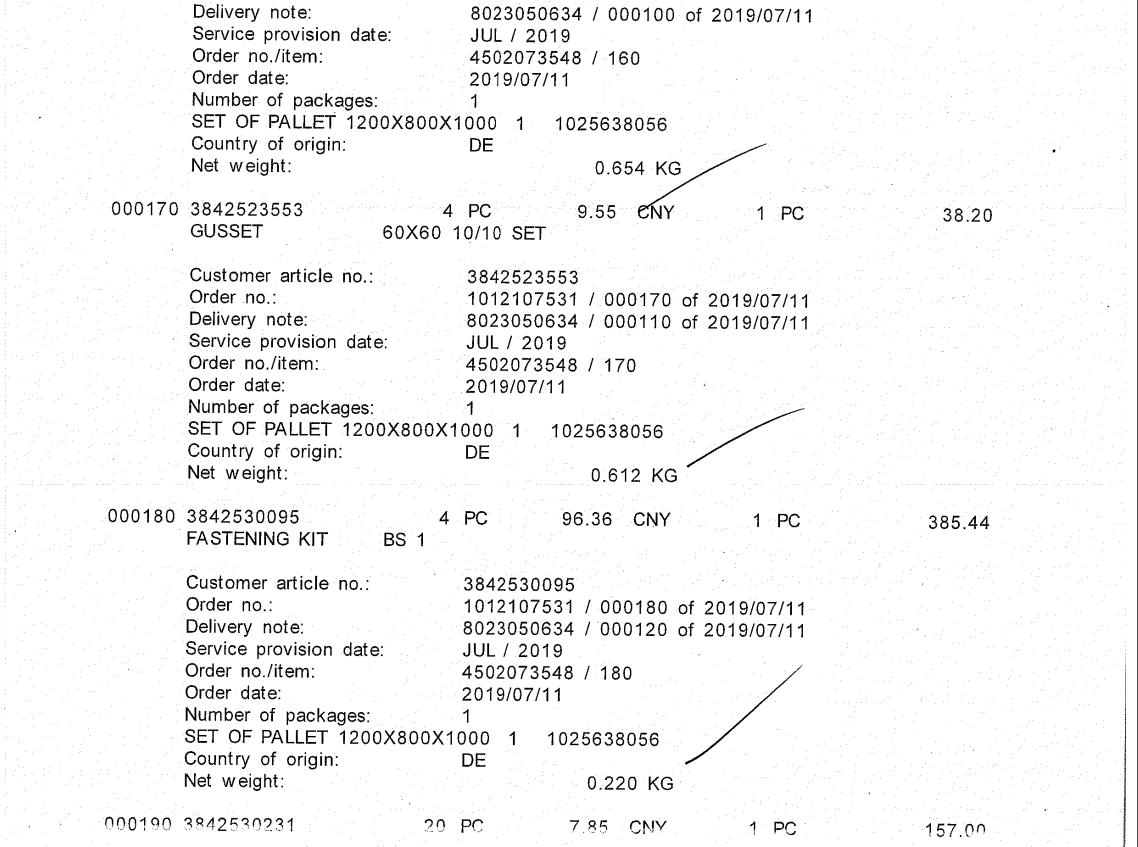 Delivery note: 8023050634 / 000100 of 2019/07/11
Service provision date: JUL / 2019
Order no./item: 4502073548 / 160
Order date: 2019/07/11
Number of packages: 1
SET OF PALLET 1200X800X1000 1 1025638056
Country of origin: DE
Net weight: 0.654 KG
000170 3842523553 4 PC 9.55 CNY 1 PC 38.20
GUSSET 60X60 10/10 SET
Customer article no.: 3842523553
Order no.: 1012107531 / 000170 of 2019/07/11
Delivery note: 8023050634 / 000110 of 2019/07/11
Service provision date: JUL / 2019
Order no./item: 4502073548 / 170
Order date: 2019/07/11
Number of packages: 1
SET OF PALLET 1200X800X1000 1 1025638056
Country of origin: DE
Net weight: 0.612 KG
000180 3842530095 4 PC 96.36 CNY 1 PC 385.44
FASTENING KIT BS 1
Customer article no.: 3842530095
Order no.: 1012107531 / 000180 of 2019/07/11
Delivery note: 8023050634 / 000120 of 2019/07/11
Service provision date: JUL / 2019
Order no./item: 4502073548 / 180
Order date: 2019/07/11
Number of packages: 1
SET OF PALLET 1200X800X1000 1 1025638056
Country of origin: DE
Net weight: 0.220 KG
000190 3842530231 20 PC 7.85 CNY 1 PC 157.00